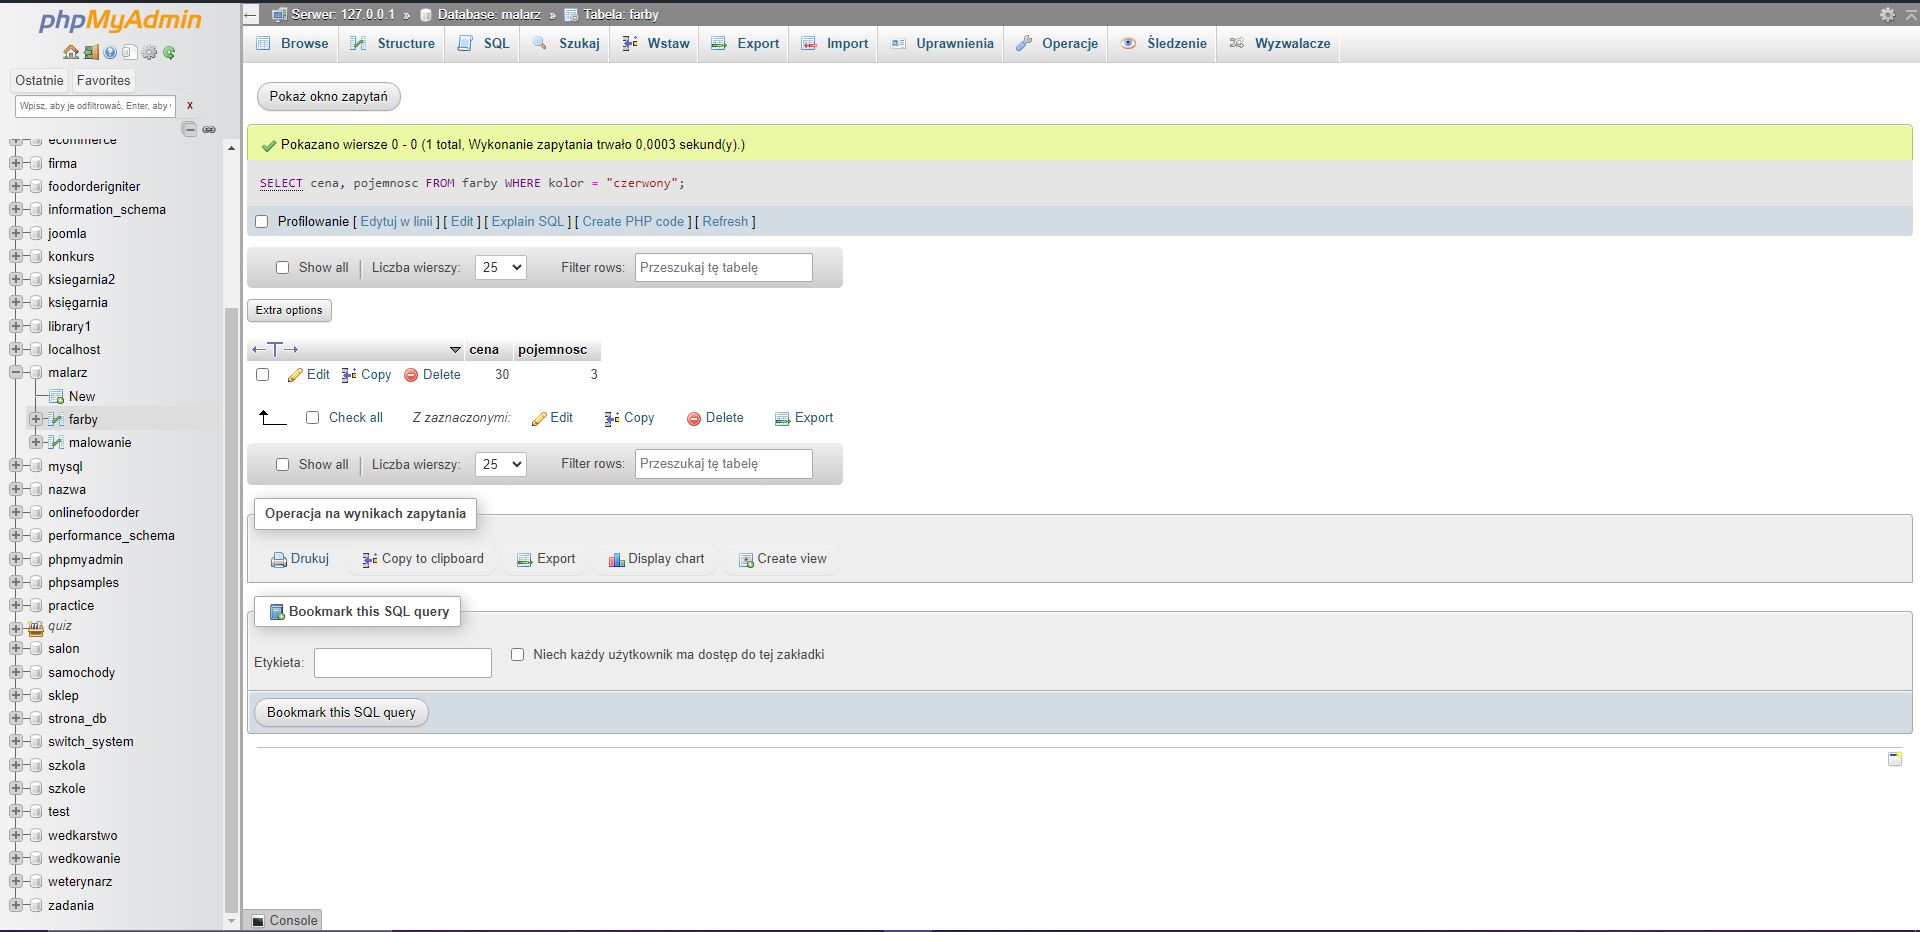 phpMyAdmin
Ostatnie Favorites
Wpisz, aby je odfiltrować, Enter, aby x
ecommerce
firma
foodorderigniter
information_schema
joomla
konkurs
ksiegarnia2
księgarnia
library1
localhost
malarz
New
farby
malowanie
mysql
nazwa
onlinefoodorder
performance_schema
phpmyadmin
phpsamples
practice
quiz
salon
samochody
sklep
strona_db
switch_system
szkola
szkole
test
wedkarstwo
wedkowanie
weterynarz
zadania
Serwer: 127.0.0.1 » Database: malarz » Tabela: farby
Browse Structure SQL Szukaj Wstaw Export Import Uprawnienia Operacje Śledzenie Wyzwalacze
Pokaż okno zapytań
Pokazano wiersze 0 - 0 (1 total, Wykonanie zapytania trwało 0,0003 sekund(y).)
SELECT cena, pojemnosc FROM farby WHERE kolor = "czerwony";
Profilowanie [ Edytuj w linii ] [ Edit ] [ Explain SQL ] [ Create PHP code ] [ Refresh ]
Show all | Liczba wierszy: 25 Filter rows: Przeszukaj tę tabelę
Extra options
←T→ cena pojemnosc
Edit Copy Delete 30 3
Check all Z zaznaczonymi: Edit Copy Delete Export
Show all | Liczba wierszy: 25 Filter rows: Przeszukaj tę tabelę
Operacja na wynikach zapytania
Drukuj Copy to clipboard Export Display chart Create view
Bookmark this SQL query
Etykieta: Niech każdy użytkownik ma dostęp do tej zakładki
Bookmark this SQL query
Console